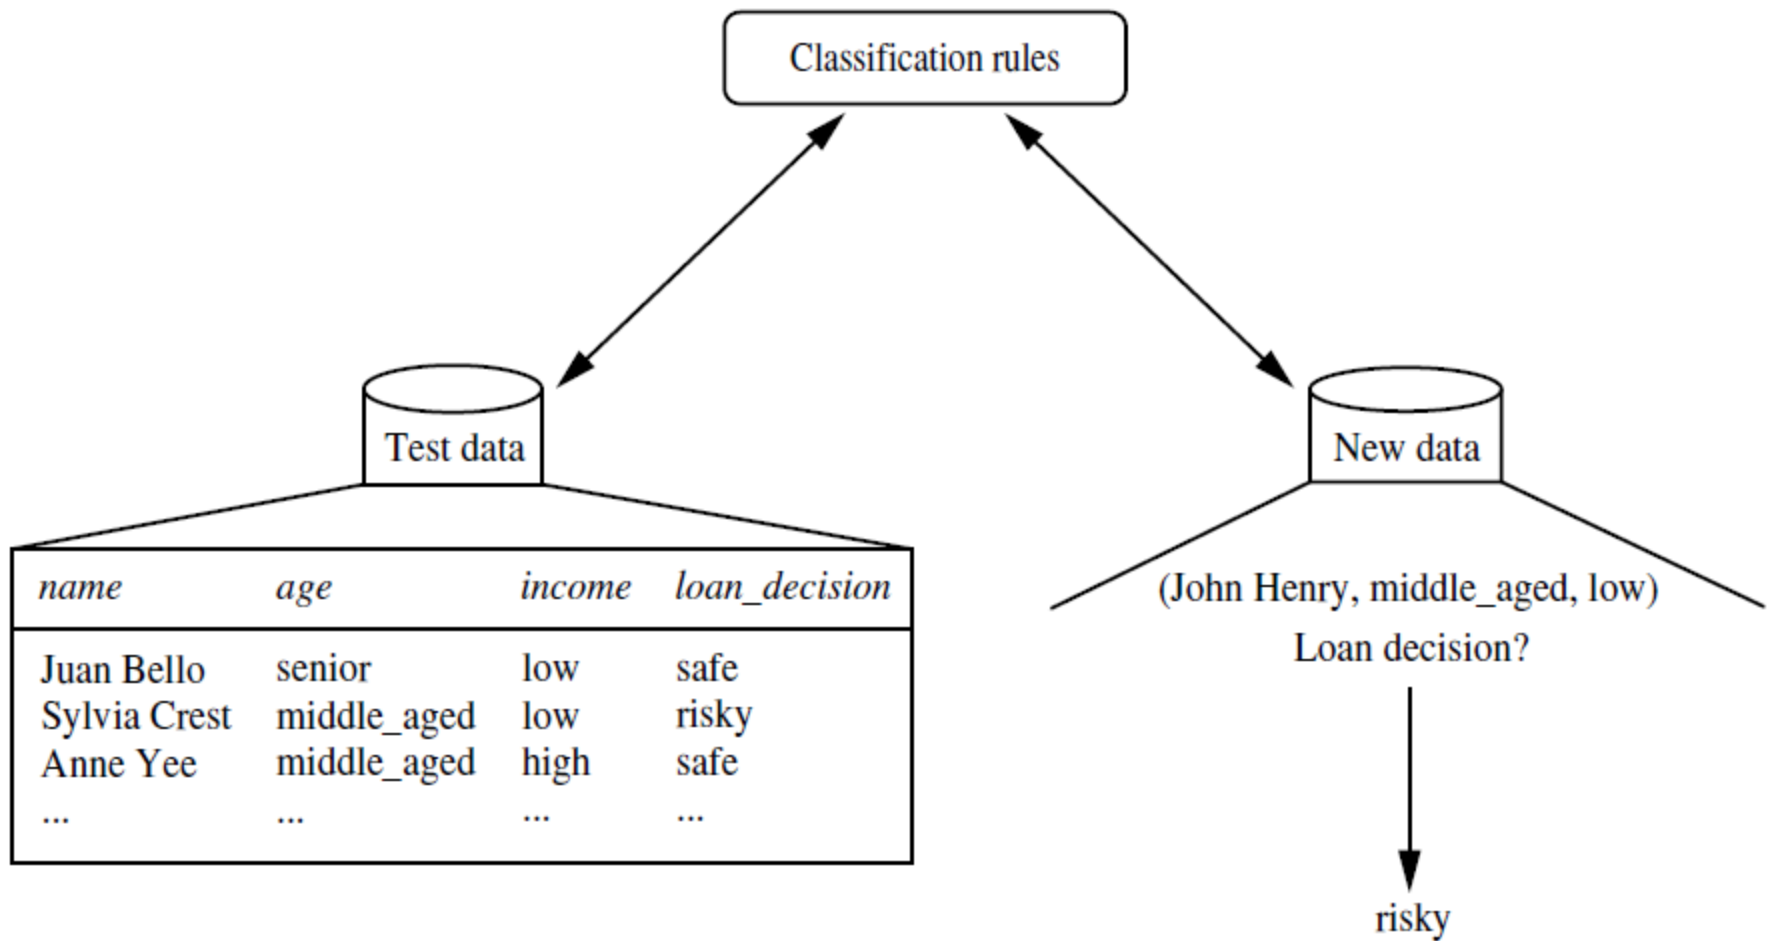 Classification rules
Test data
name age income loan_decision
Juan Bello senior low safe
Sylvia Crest middle_aged low risky
Anne Yee middle_aged high safe
... ... ... ...
New data
(John Henry, middle_aged, low)
Loan decision?
risky